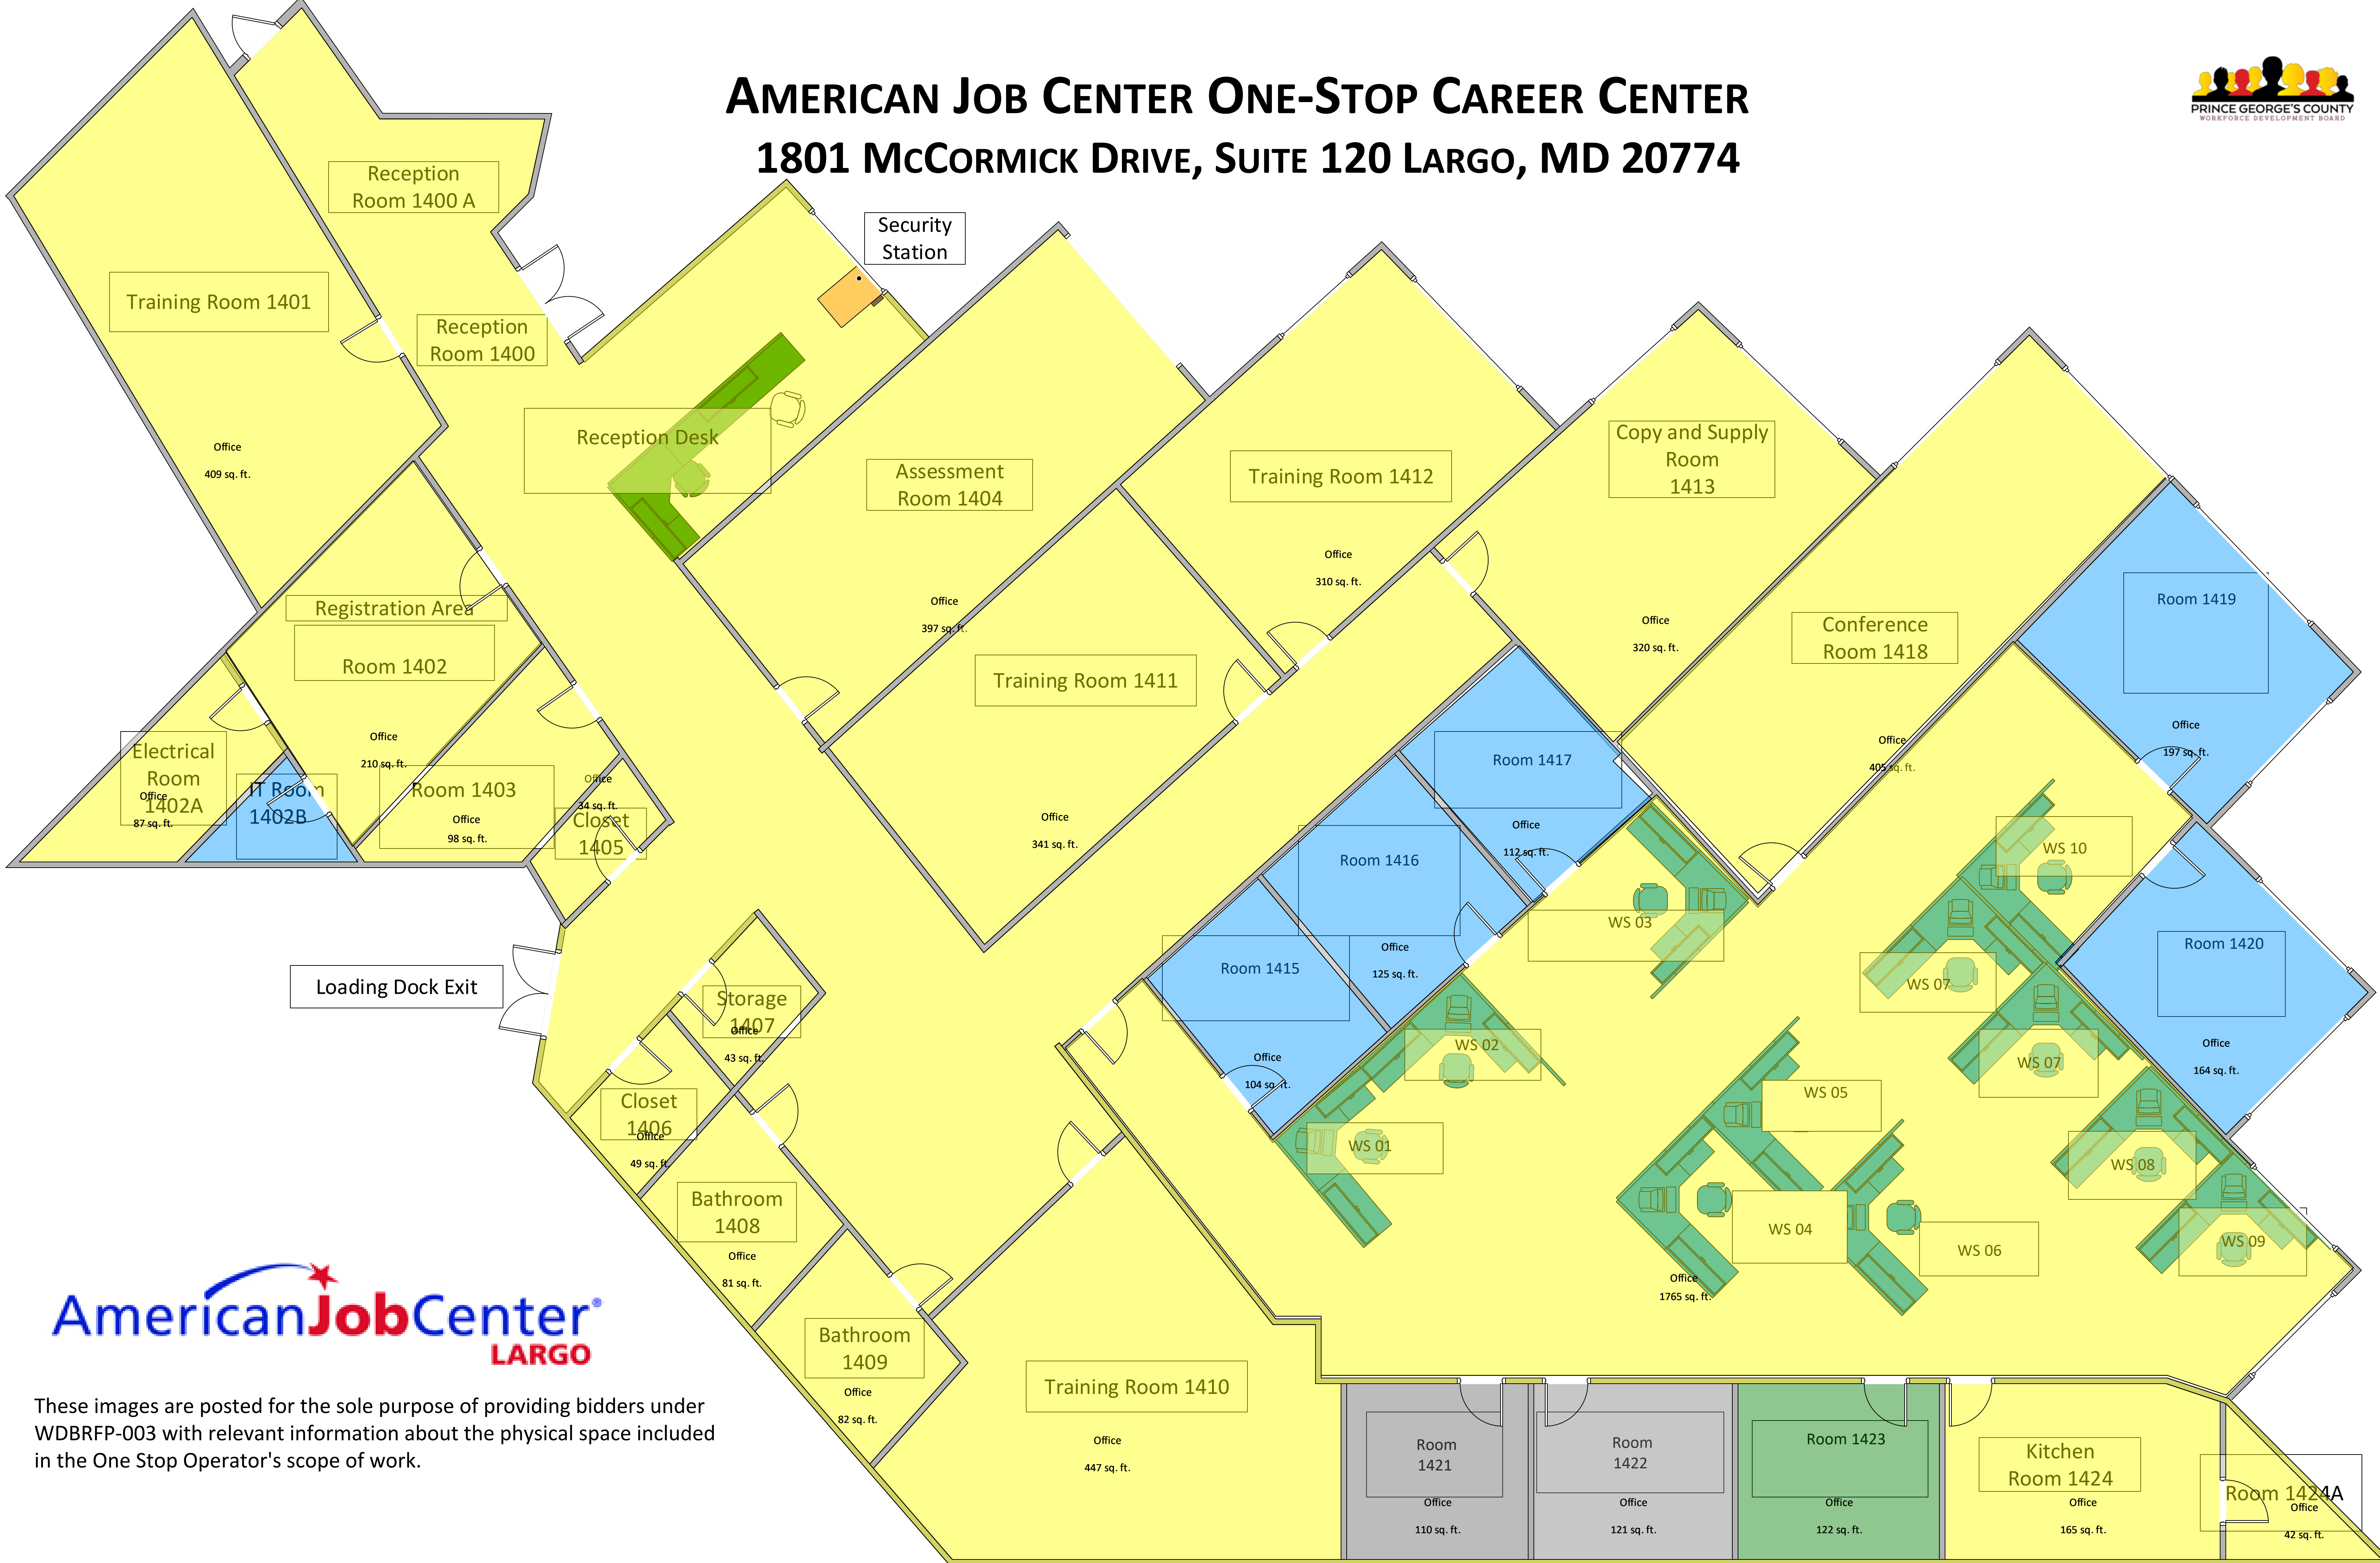 AMERICAN JOB CENTER ONE-STOP CAREER CENTER
1801 MCCORMICK DRIVE, SUITE 120 LARGO, MD 20774
PRINCE GEORGE'S COUNTY
WORKFORCE DEVELOPMENT BOARD
Reception
Room 1400 A
Security
Station
Training Room 1401
Reception
Room 1400
Office
409 sq. ft.
Reception Desk
Assessment
Room 1404
Office
397 sq. ft.
Training Room 1412
Office
310 sq. ft.
Copy and Supply
Room
1413
Office
320 sq. ft.
Conference
Room 1418
Office
405 sq. ft.
Room 1419
Office
197 sq. ft.
Registration Area
Room 1402
Office
210 sq. ft.
Electrical
Room
1402A
Office
87 sq. ft.
IT Room
1402B
Room 1403
Office
98 sq. ft.
Office
34 sq. ft.
Closet
1405
Training Room 1411
Office
341 sq. ft.
Room 1417
Office
112 sq. ft.
Room 1416
Office
125 sq. ft.
Room 1415
Office
104 sq. ft.
WS 10
WS 03
WS 07
Room 1420
Office
164 sq. ft.
Loading Dock Exit
Storage
1407
Office
43 sq. ft.
WS 02
WS 07
WS 05
Closet
1406
Office
49 sq. ft.
WS 01
WS 08
Bathroom
1408
Office
81 sq. ft.
WS 04
WS 06
WS 09
Office
1765 sq. ft.
Bathroom
1409
Office
82 sq. ft.
Training Room 1410
Office
447 sq. ft.
AmericanJobCenter®
LARGO
These images are posted for the sole purpose of providing bidders under
WDBRFP-003 with relevant information about the physical space included
in the One Stop Operator's scope of work.
Room
1421
Office
110 sq. ft.
Room
1422
Office
121 sq. ft.
Room 1423
Office
122 sq. ft.
Kitchen
Room 1424
Office
165 sq. ft.
Room 1424A
Office
42 sq. ft.